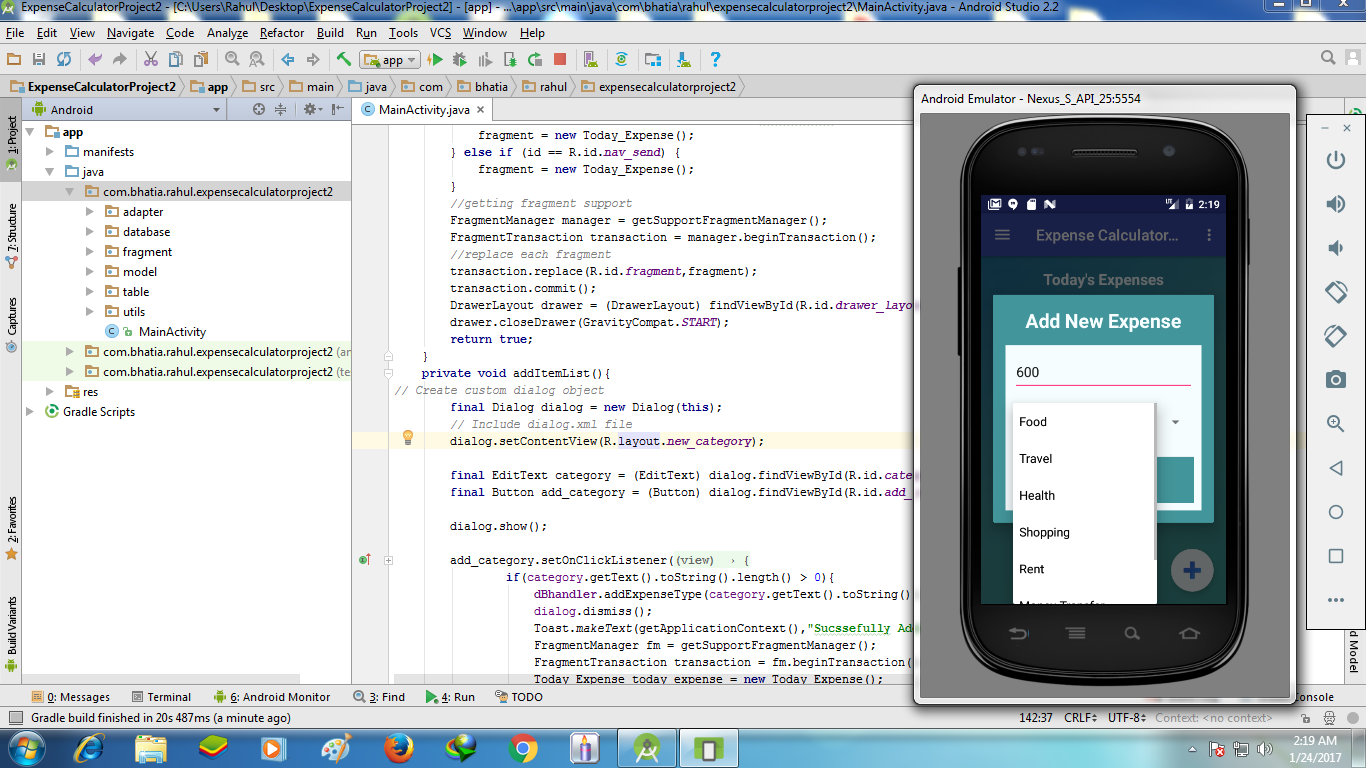 ExpenseCalculatorProject2 - [C:\Users\Rahul\Desktop\ExpenseCalculatorProject2] - [app] - ...\app\src\main\java\com\bhatia\rahul\expensecalculatorproject2\MainActivity.java - Android Studio 2.2
File Edit View Navigate Code Analyze Refactor Build Run Tools VCS Window Help
app
ExpenseCalculatorProject2 app src main java com bhatia rahul expensecalculatorproject2
Android
MainActivity.java
1: Project
7: Structure
Captures
2: Favorites
Build Variants
app
manifests
java
com.bhatia.rahul.expensecalculatorproject2
adapter
database
fragment
model
table
utils
MainActivity
com.bhatia.rahul.expensecalculatorproject2 (an
com.bhatia.rahul.expensecalculatorproject2 (te
res
Gradle Scripts
fragment = new Today_Expense();
} else if (id == R.id.nav_send) {
fragment = new Today_Expense();
}
//getting fragment support
FragmentManager manager = getSupportFragmentManager();
FragmentTransaction transaction = manager.beginTransaction();
//replace each fragment
transaction.replace(R.id.fragment,fragment);
transaction.commit();
DrawerLayout drawer = (DrawerLayout) findViewById(R.id.drawer_layo
drawer.closeDrawer(GravityCompat.START);
return true;
}
private void addItemList(){
// Create custom dialog object
final Dialog dialog = new Dialog(this);
// Include dialog.xml file
dialog.setContentView(R.layout.new_category);
final EditText category = (EditText) dialog.findViewById(R.id.cate
final Button add_category = (Button) dialog.findViewById(R.id.add_
dialog.show();
add_category.setOnClickListener((view) → {
if(category.getText().toString().length() > 0){
dBhandler.addExpenseType(category.getText().toString()
dialog.dismiss();
Toast.makeText(getApplicationContext(),"Sucssefully Ad
FragmentManager fm = getSupportFragmentManager();
FragmentTransaction transaction = fm.beginTransaction(
Today_Expense today_expense = new Today_Expense();
Android Emulator - Nexus_S_API_25:5554
2:19
Expense Calculator...
Today's Expenses
Add New Expense
600
Food
Travel
Health
Shopping
Rent
Money Transfer
d Model
0: Messages Terminal 6: Android Monitor 3: Find 4: Run TODO
Console
Gradle build finished in 20s 487ms (a minute ago)
142:37 CRLF UTF-8 Context: <no context>
2:19 AM
1/24/2017